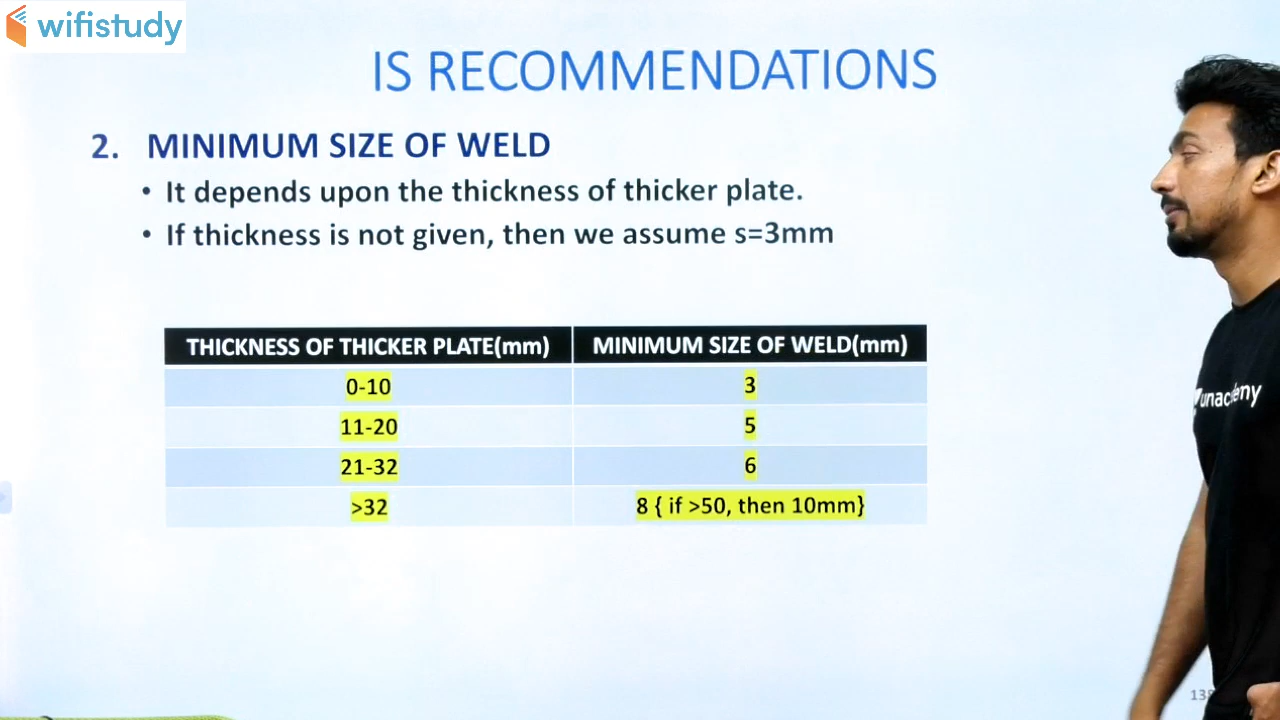 wifistudy
IS RECOMMENDATIONS
2. MINIMUM SIZE OF WELD
• It depends upon the thickness of thicker plate.
• If thickness is not given, then we assume s=3mm
THICKNESS OF THICKER PLATE(mm) MINIMUM SIZE OF WELD(mm)
0-10 3
11-20 5
21-32 6
>32 8 { if >50, then 10mm}
unacademy